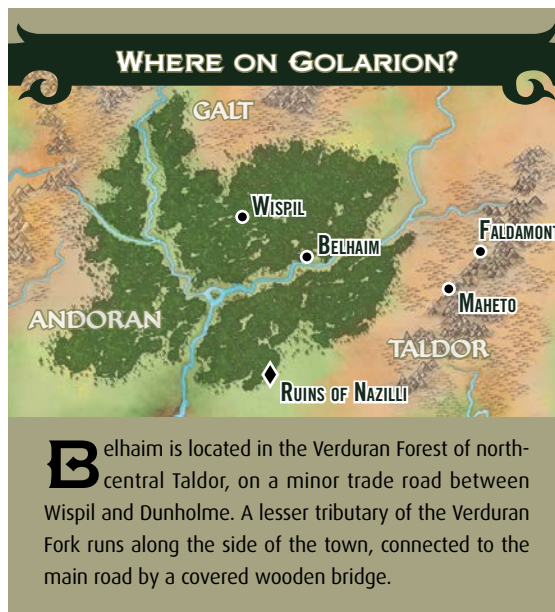 WHERE ON GOLARION?
GALT
WISPIL
BELHAIM
FALDAMONT
ANDORAN
MAHETO
TALDOR
RUINS OF NAZILLI
Belhaim is located in the Verduran Forest of north-
central Taldor, on a minor trade road between
Wispil and Dunholme. A lesser tributary of the Verduran
Fork runs along the side of the town, connected to the
main road by a covered wooden bridge.